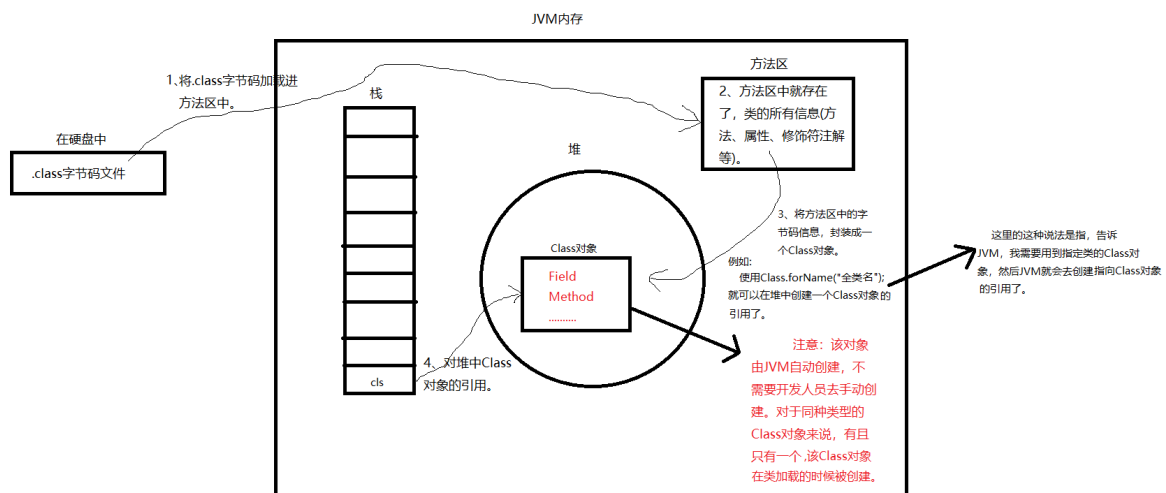 JVM内存
1、将.class字节码加载进
方法区中。
在硬盘中
.class字节码文件
栈
cls
堆
Class对象
Field
Method
..........
4、对堆中Class
对象的引用。
方法区
2、方法区中就存在
了，类的所有信息(方
法、属性、修饰符注解
等)。
3、将方法区中的字
节码信息，封装成一
个Class对象。
例如:
使用Class.forName("全类名");
就可以在堆中创建一个Class对象的
引用了。
这里的这种说法是指，告诉
JVM，我需要用到指定类的Class对
象，然后JVM就会去创建指向Class对象
的引用了。
注意：该对象
由JVM自动创建，不
需要开发人员去手动创
建。对于同种类型的
Class对象来说，有且
只有一个,该Class对象
在类加载的时候被创建。